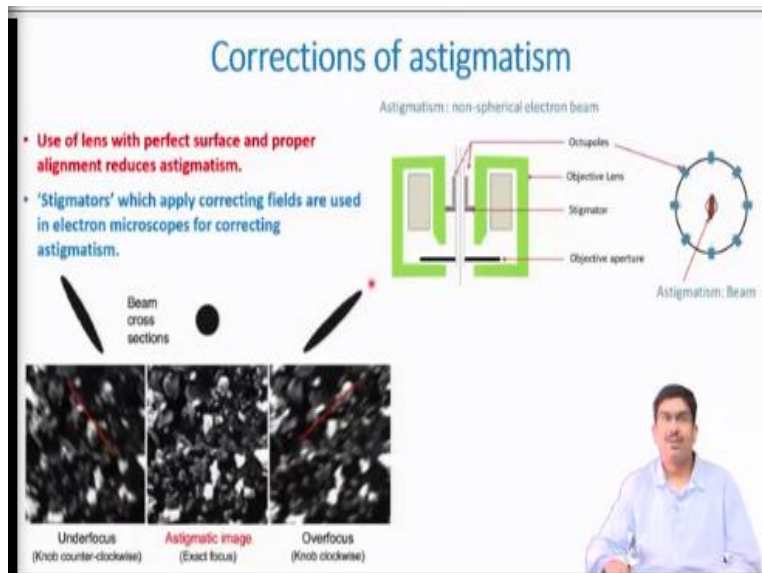 Corrections of astigmatism
Astigmatism : non-spherical electron beam
• Use of lens with perfect surface and proper
alignment reduces astigmatism.
• ‘Stigmators’ which apply correcting fields are used
in electron microscopes for correcting
astigmatism.
Octupoles
Objective Lens
Stigmator
Objective aperture
Astigmatism: Beam
Beam
cross
sections
Underfocus
(Knob counter-clockwise)
Astigmatic image
(Exact focus)
Overfocus
(Knob clockwise)